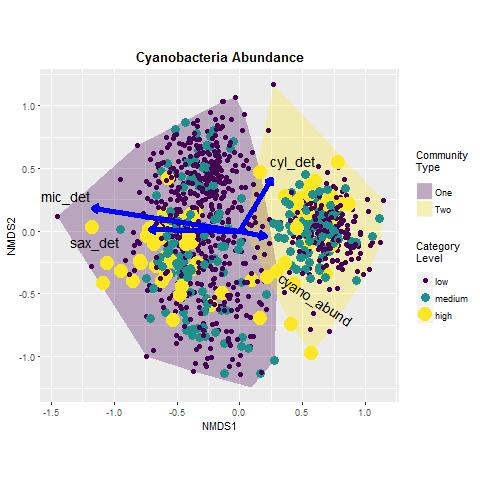 Cyanobacteria Abundance
1.0
0.5
0.0
-0.5
-1.0
NMDS2
-1.5
-1.0
-0.5
0.0
0.5
1.0
NMDS1
mic_det
sax_det
cyl_det
cyano_abund
Community
Type
One
Two
Category
Level
low
medium
high